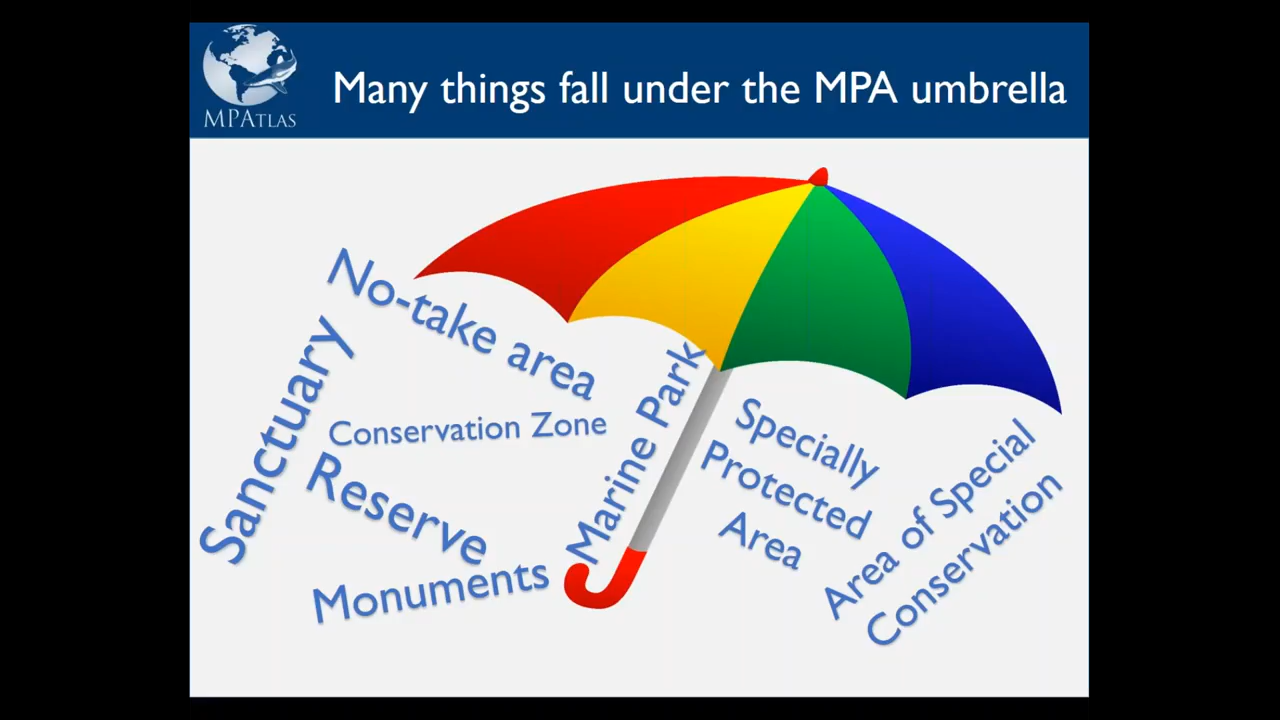 MPATLAS
Many things fall under the MPA umbrella
No-take area
Sanctuary
Conservation Zone
Reserve
Monuments
Marine Park
Specially
Protected
Area
Area of Special
Conservation